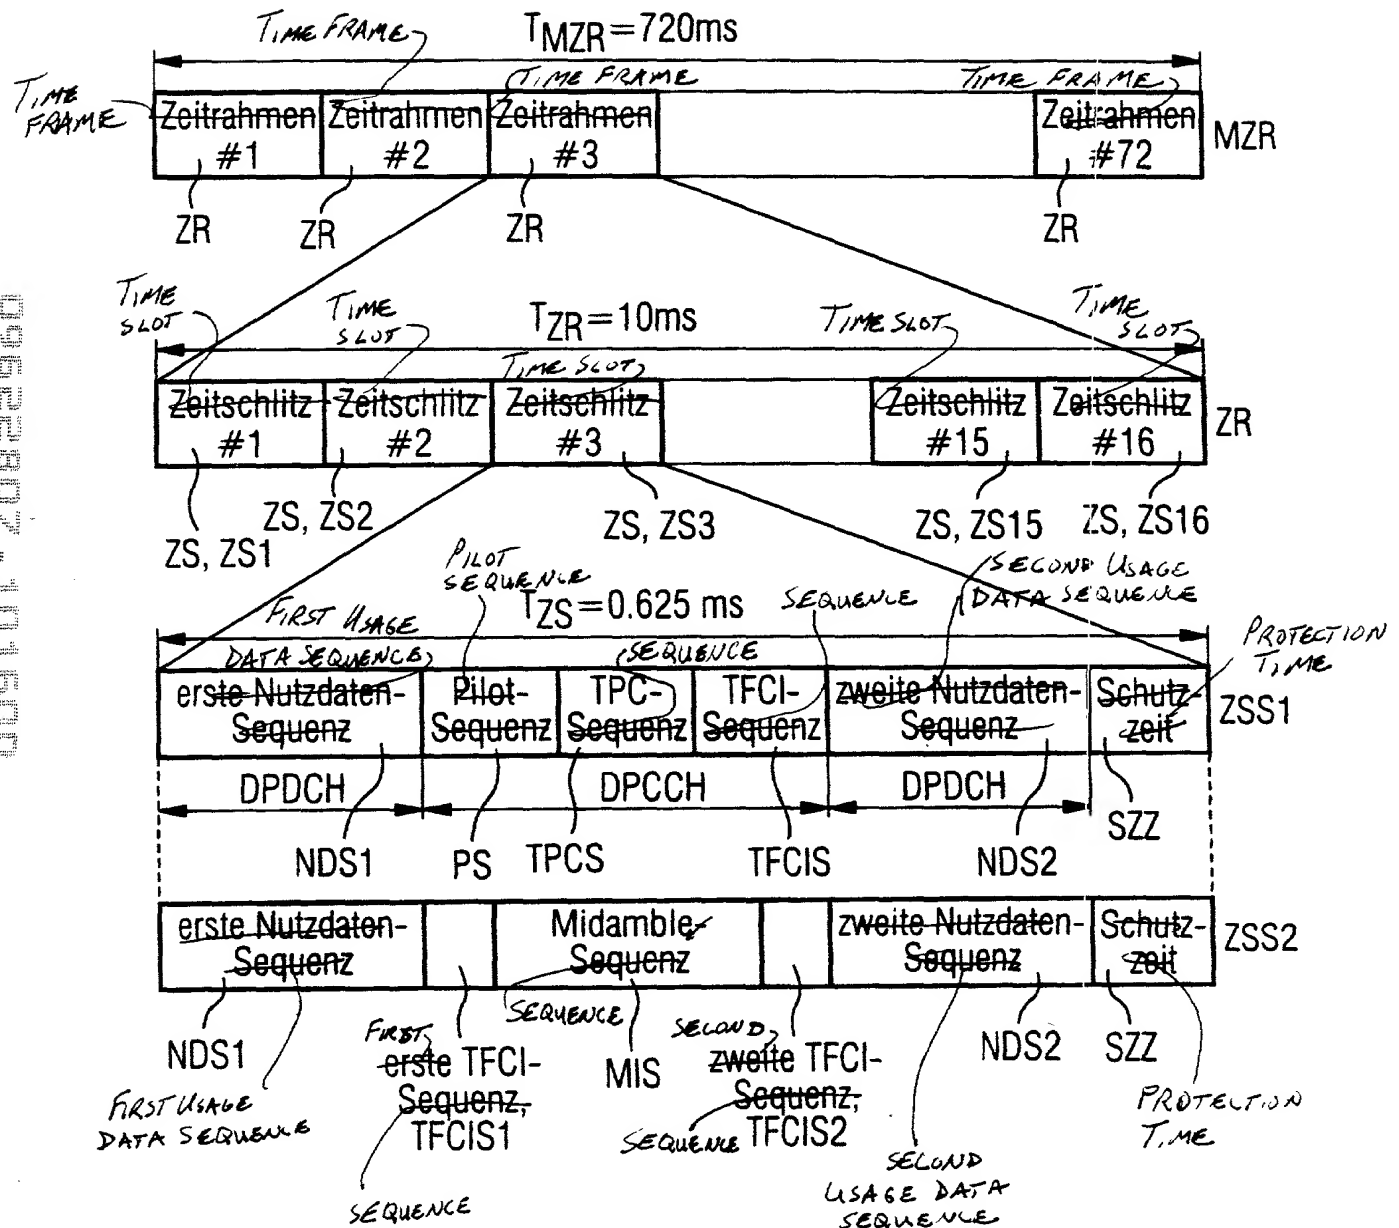 TIME FRAME
T_MZR=720ms
TIME FRAME
TIME FRAME
TIME FRAME
Zeitrahmen #1
Zeitrahmen #2
Zeitrahmen #3
Zeitrahmen #72
MZR
ZR
ZR
ZR
ZR
TIME SLOT
TIME SLOT
T_ZR=10ms
TIME SLOT
TIME SLOT
TIME SLOT
Zeitschlitz #1
Zeitschlitz #2
Zeitschlitz #3
Zeitschlitz #15
Zeitschlitz #16
ZR
ZS, ZS1
ZS, ZS2
ZS, ZS3
ZS, ZS15
ZS, ZS16
PILOT SEQUENCE
SECOND USAGE DATA SEQUENCE
FIRST USAGE DATA SEQUENCE
T_ZS=0.625 ms
SEQUENCE
SEQUENCE
PROTECTION TIME
erste Nutzdaten-
Sequenz
Pilot-
Sequenz
TPC-
Sequenz
TFCI-
Sequenz
zweite Nutzdaten-
Sequenz
Schutz-
zeit
ZSS1
DPDCH
DPCCH
DPDCH
NDS1
PS
TPCS
TFCIS
NDS2
SZZ
erste Nutzdaten-
Sequenz
Midamble-
Sequenz
zweite Nutzdaten-
Sequenz
Schutz-
zeit
ZSS2
NDS1
FIRST
erste TFCI-
Sequenz,
TFCIS1
SEQUENCE
MIS
SECOND
zweite TFCI-
Sequenz,
TFCIS2
SEQUENCE
NDS2
SZZ
FIRST USAGE
DATA SEQUENCE
SEQUENCE
SECOND
USAGE DATA
SEQUENCE
PROTECTION
TIME